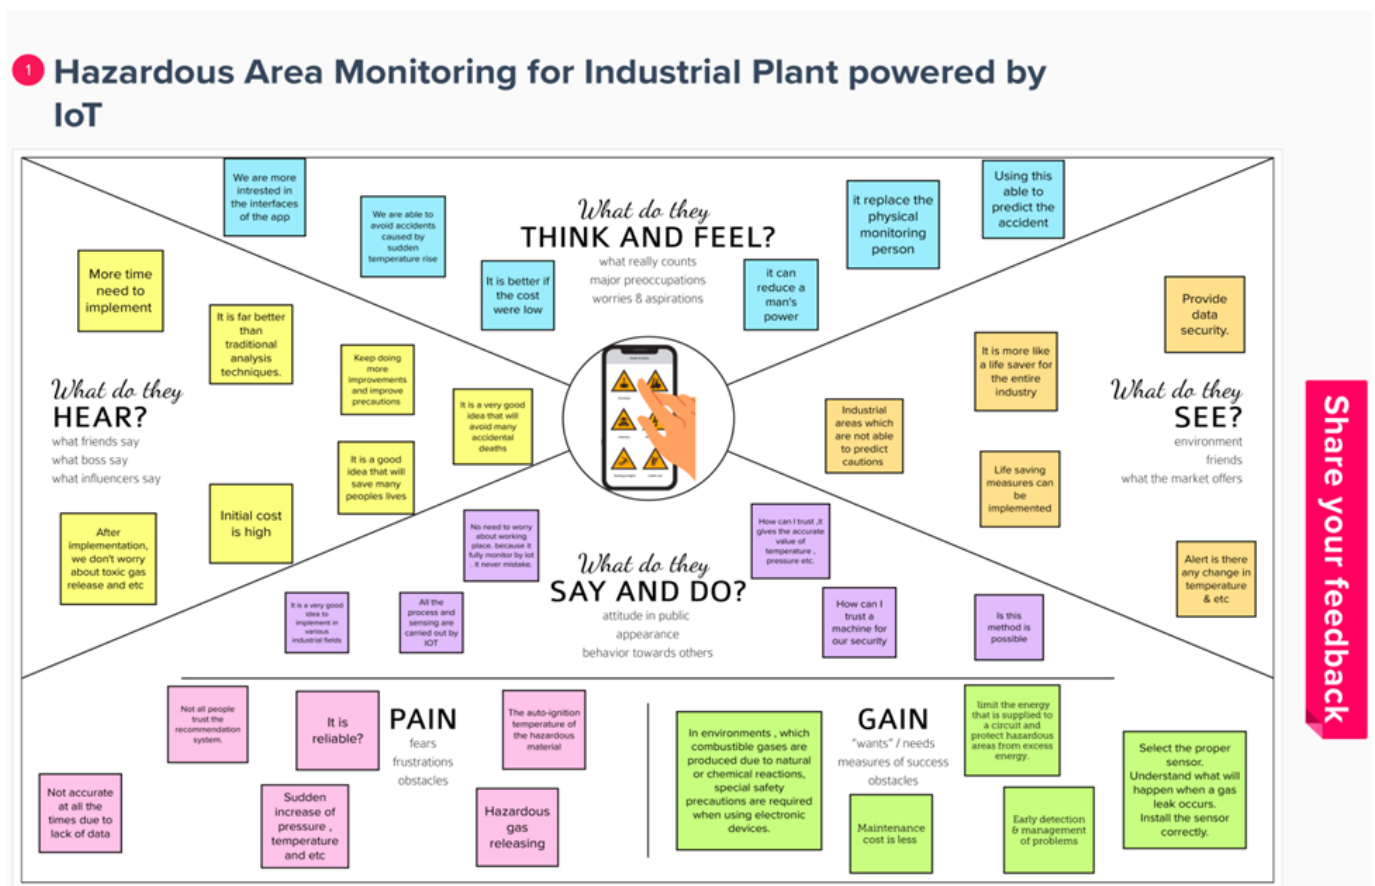 1
Hazardous Area Monitoring for Industrial Plant powered by
IoT
We are more
intrested in
the interfaces
of the app
We are able to
avoid accidents
caused by
sudden
temperature rise
It is better if
the cost
were low
What do they
THINK AND FEEL?
what really counts
major preoccupations
worries & aspirations
it can
reduce a
man's
power
it replace the
physical
monitoring
person
Using this
able to
predict the
accident
More time
need to
implement
It is far better
than
traditional
analysis
techniques.
Keep doing
more
improvements
and improve
precautions
It is a very good
idea that will
avoid many
accidental
deaths
What do they
HEAR?
what friends say
what boss say
what influencers say
It is a good
idea that will
save many
peoples lives
Initial cost
is high
After
implementation,
we don't worry
about toxic gas
release and etc
Provide
data
security.
It is more like
a life saver for
the entire
industry
Industrial
areas which
are not able
to predict
cautions
What do they
SEE?
environment
friends
what the market offers
Life saving
measures can
be
implemented
Alert is there
any change in
temperature
& etc
No need to worry
about working
place. because it
fully monitor by iot
. it never mistake.
It is a very good
idea to
implement in
various
industrial fields
All the
process and
sensing are
carried out by
IOT
What do they
SAY AND DO?
attitude in public
appearance
behavior towards others
How can I trust ,it
gives the accurate
value of
temperature ,
pressure etc.
How can I
trust a
machine for
our security
Is this
method is
possible
Not all people
trust the
recommendation
system.
It is
reliable?
PAIN
fears
frustrations
obstacles
The auto-ignition
temperature of
the hazardous
material
Not accurate
at all the
times due to
lack of data
Sudden
increase of
pressure ,
temperature
and etc
Hazardous
gas
releasing
In environments , which
combustible gases are
produced due to natural
or chemical reactions,
special safety
precautions are required
when using electronic
devices.
GAIN
"wants" / needs
measures of success
obstacles
limit the energy
that is supplied to
a circuit and
protect hazardous
areas from excess
energy.
Maintenance
cost is less
Early detection
& management
of problems
Select the proper
sensor.
Understand what will
happen when a gas
leak occurs.
Install the sensor
correctly.
Share your feedback